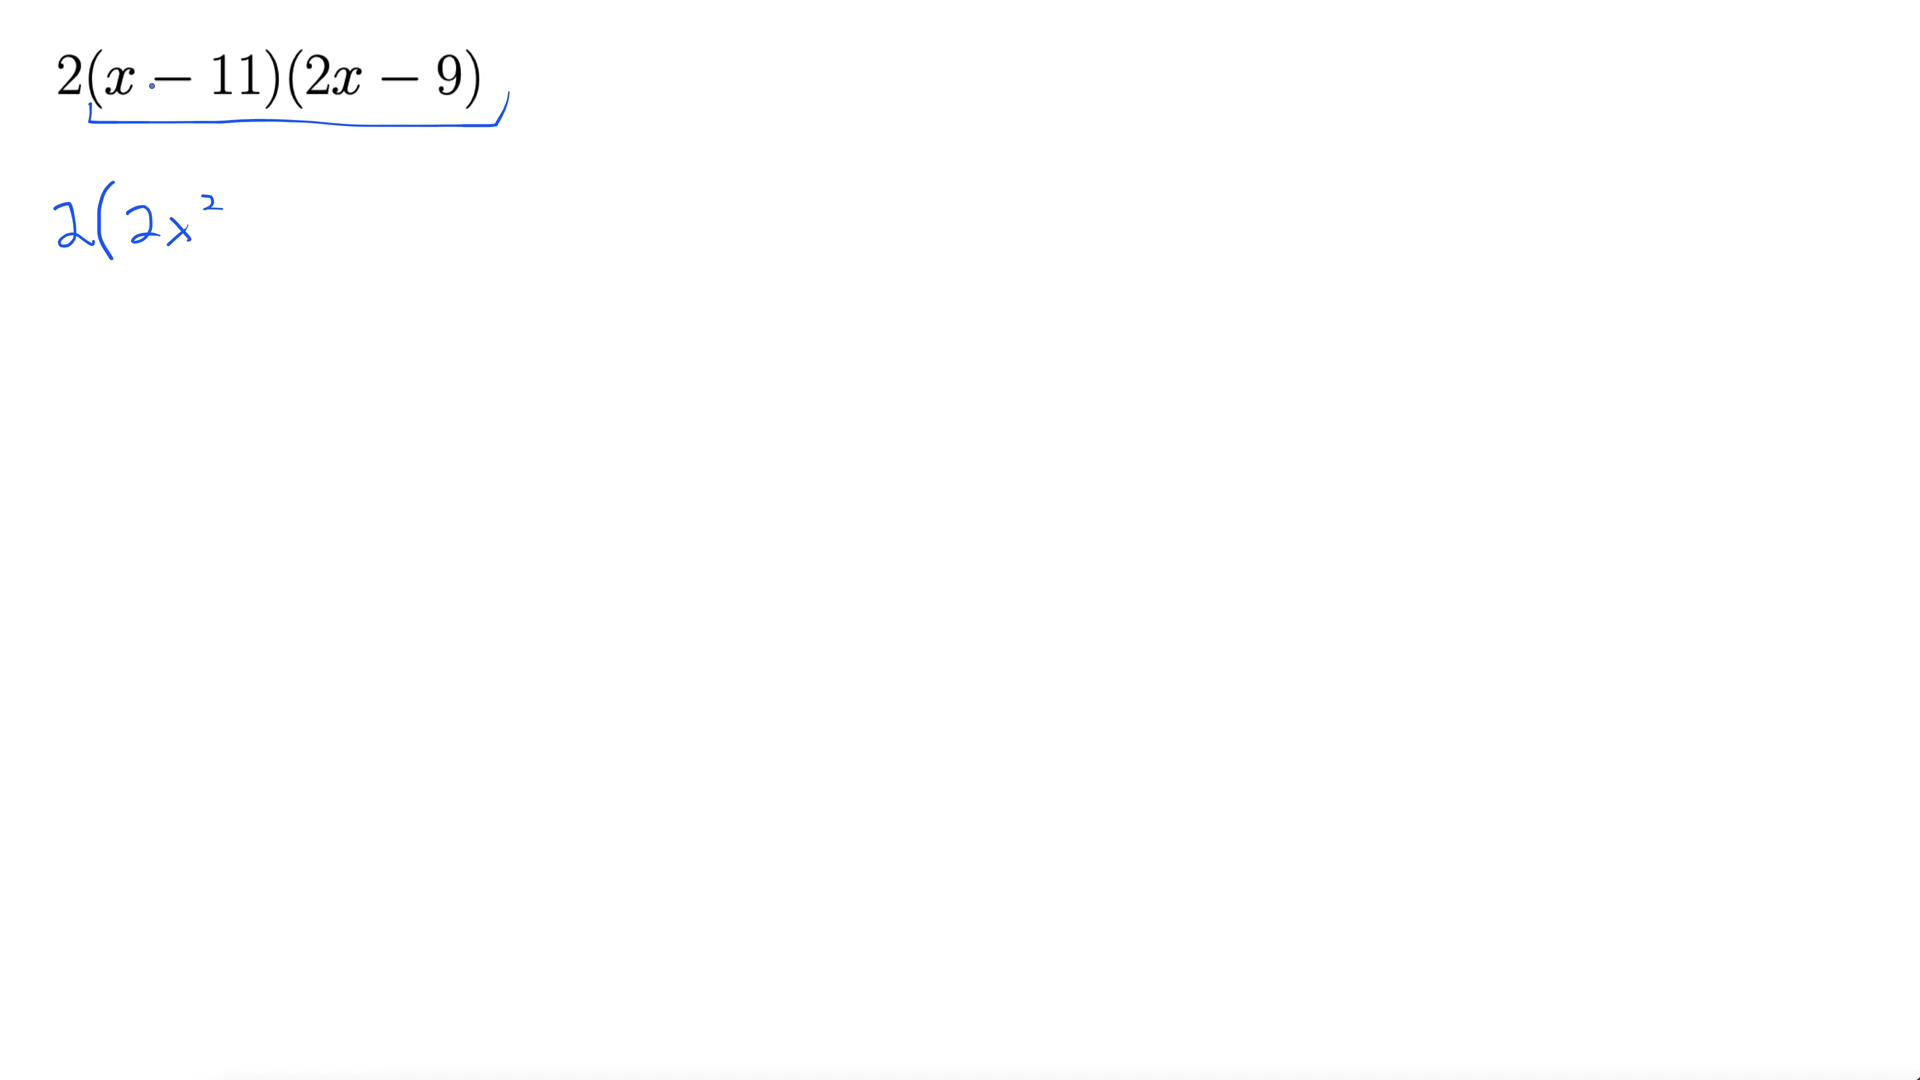 2(x − 11)(2x − 9)
2(2x²